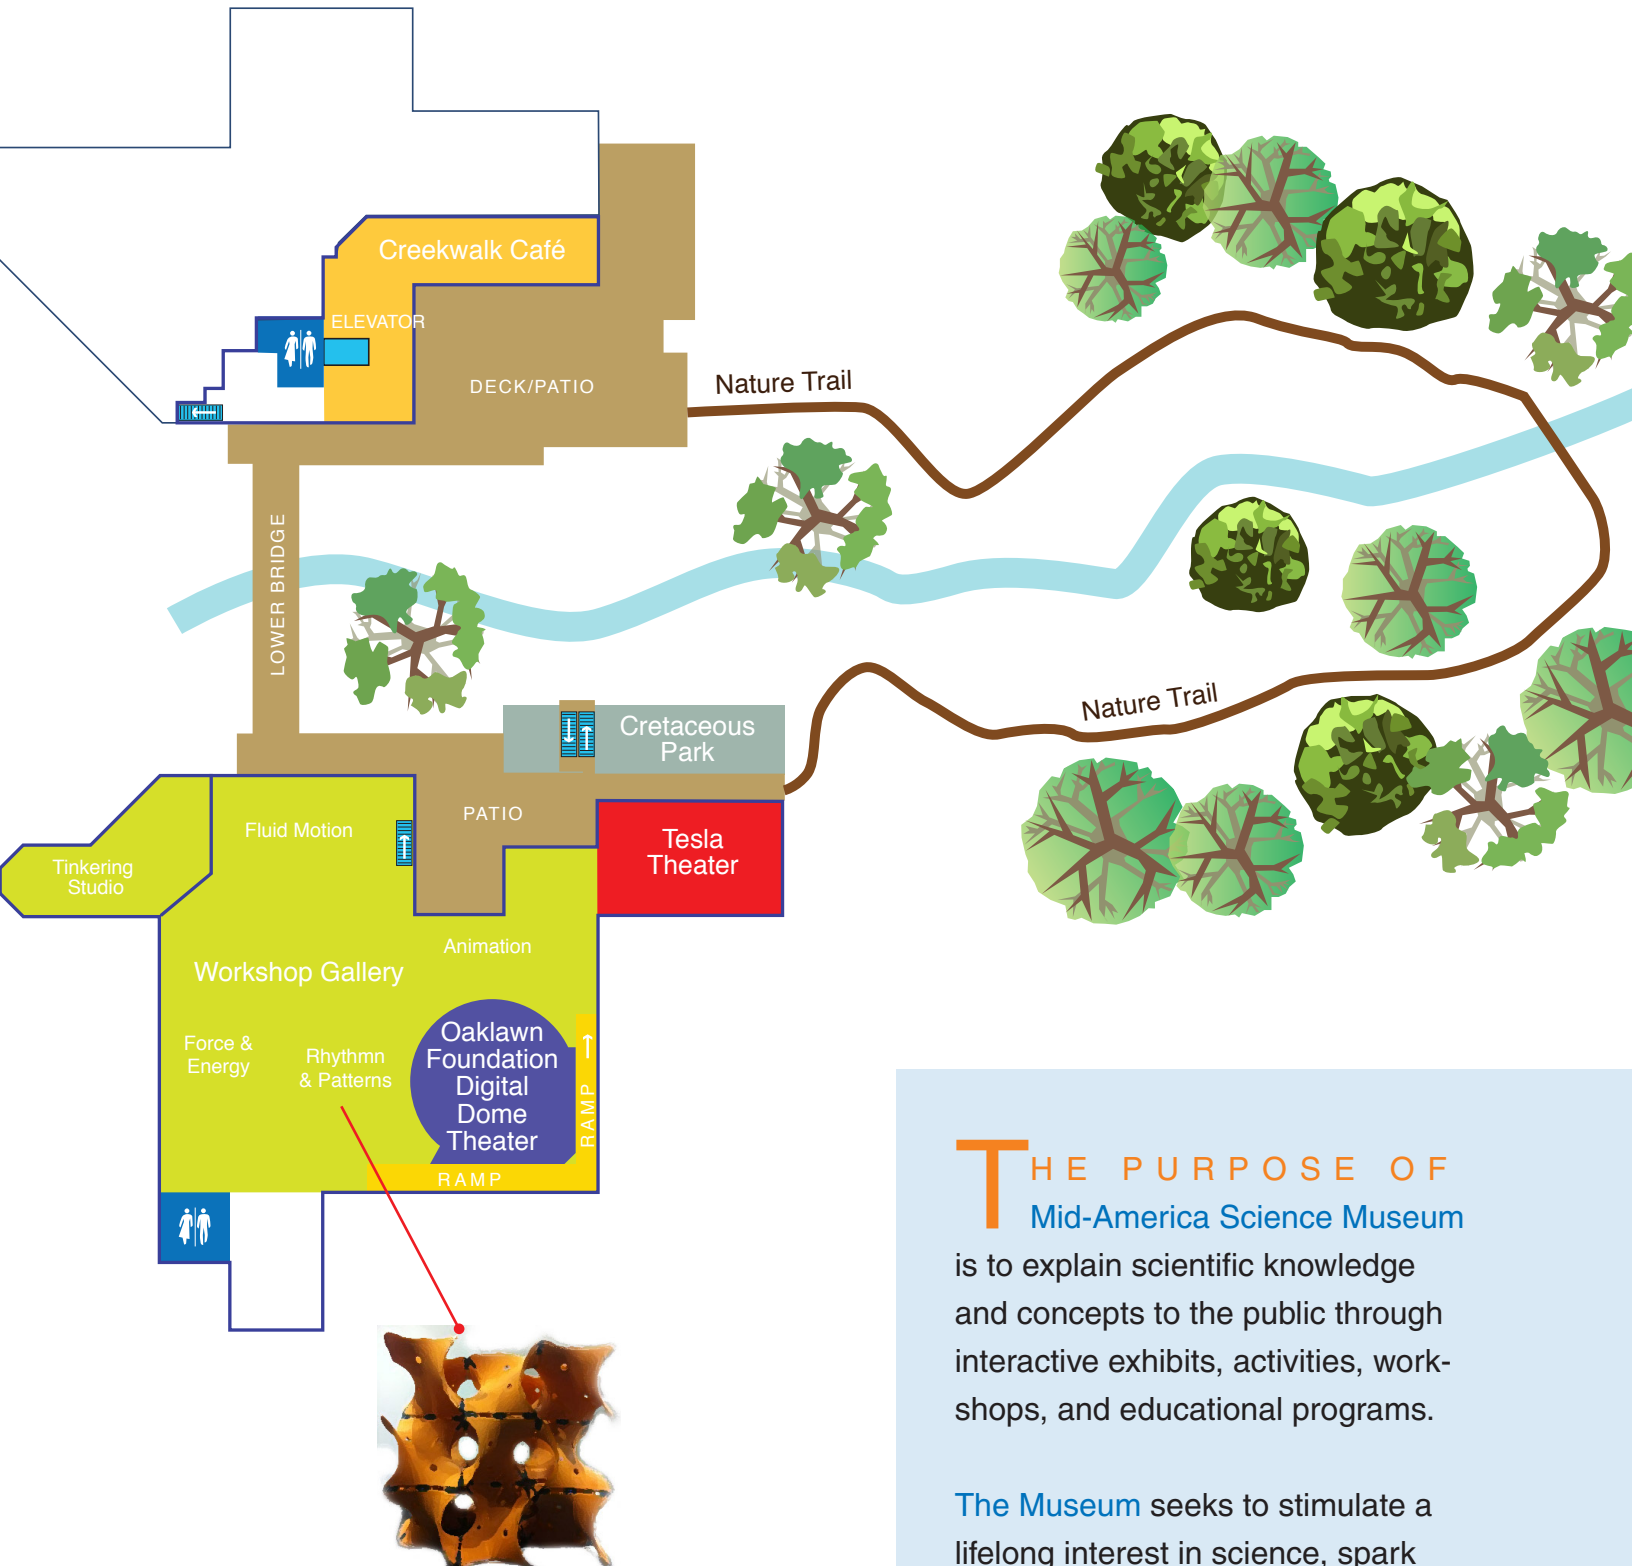 Creekwalk Café
ELEVATOR
DECK/PATIO
Nature Trail
LOWER BRIDGE
Cretaceous
Park
Nature Trail
PATIO
Tesla
Theater
Fluid Motion
Tinkering
Studio
Animation
Workshop Gallery
Force &
Energy
Rhythmn
& Patterns
Oaklawn
Foundation
Digital
Dome
Theater
RAMP
RAMP
THE PURPOSE OF
Mid-America Science Museum
is to explain scientific knowledge
and concepts to the public through
interactive exhibits, activities, work-
shops, and educational programs.
The Museum seeks to stimulate a
lifelong interest in science, spark